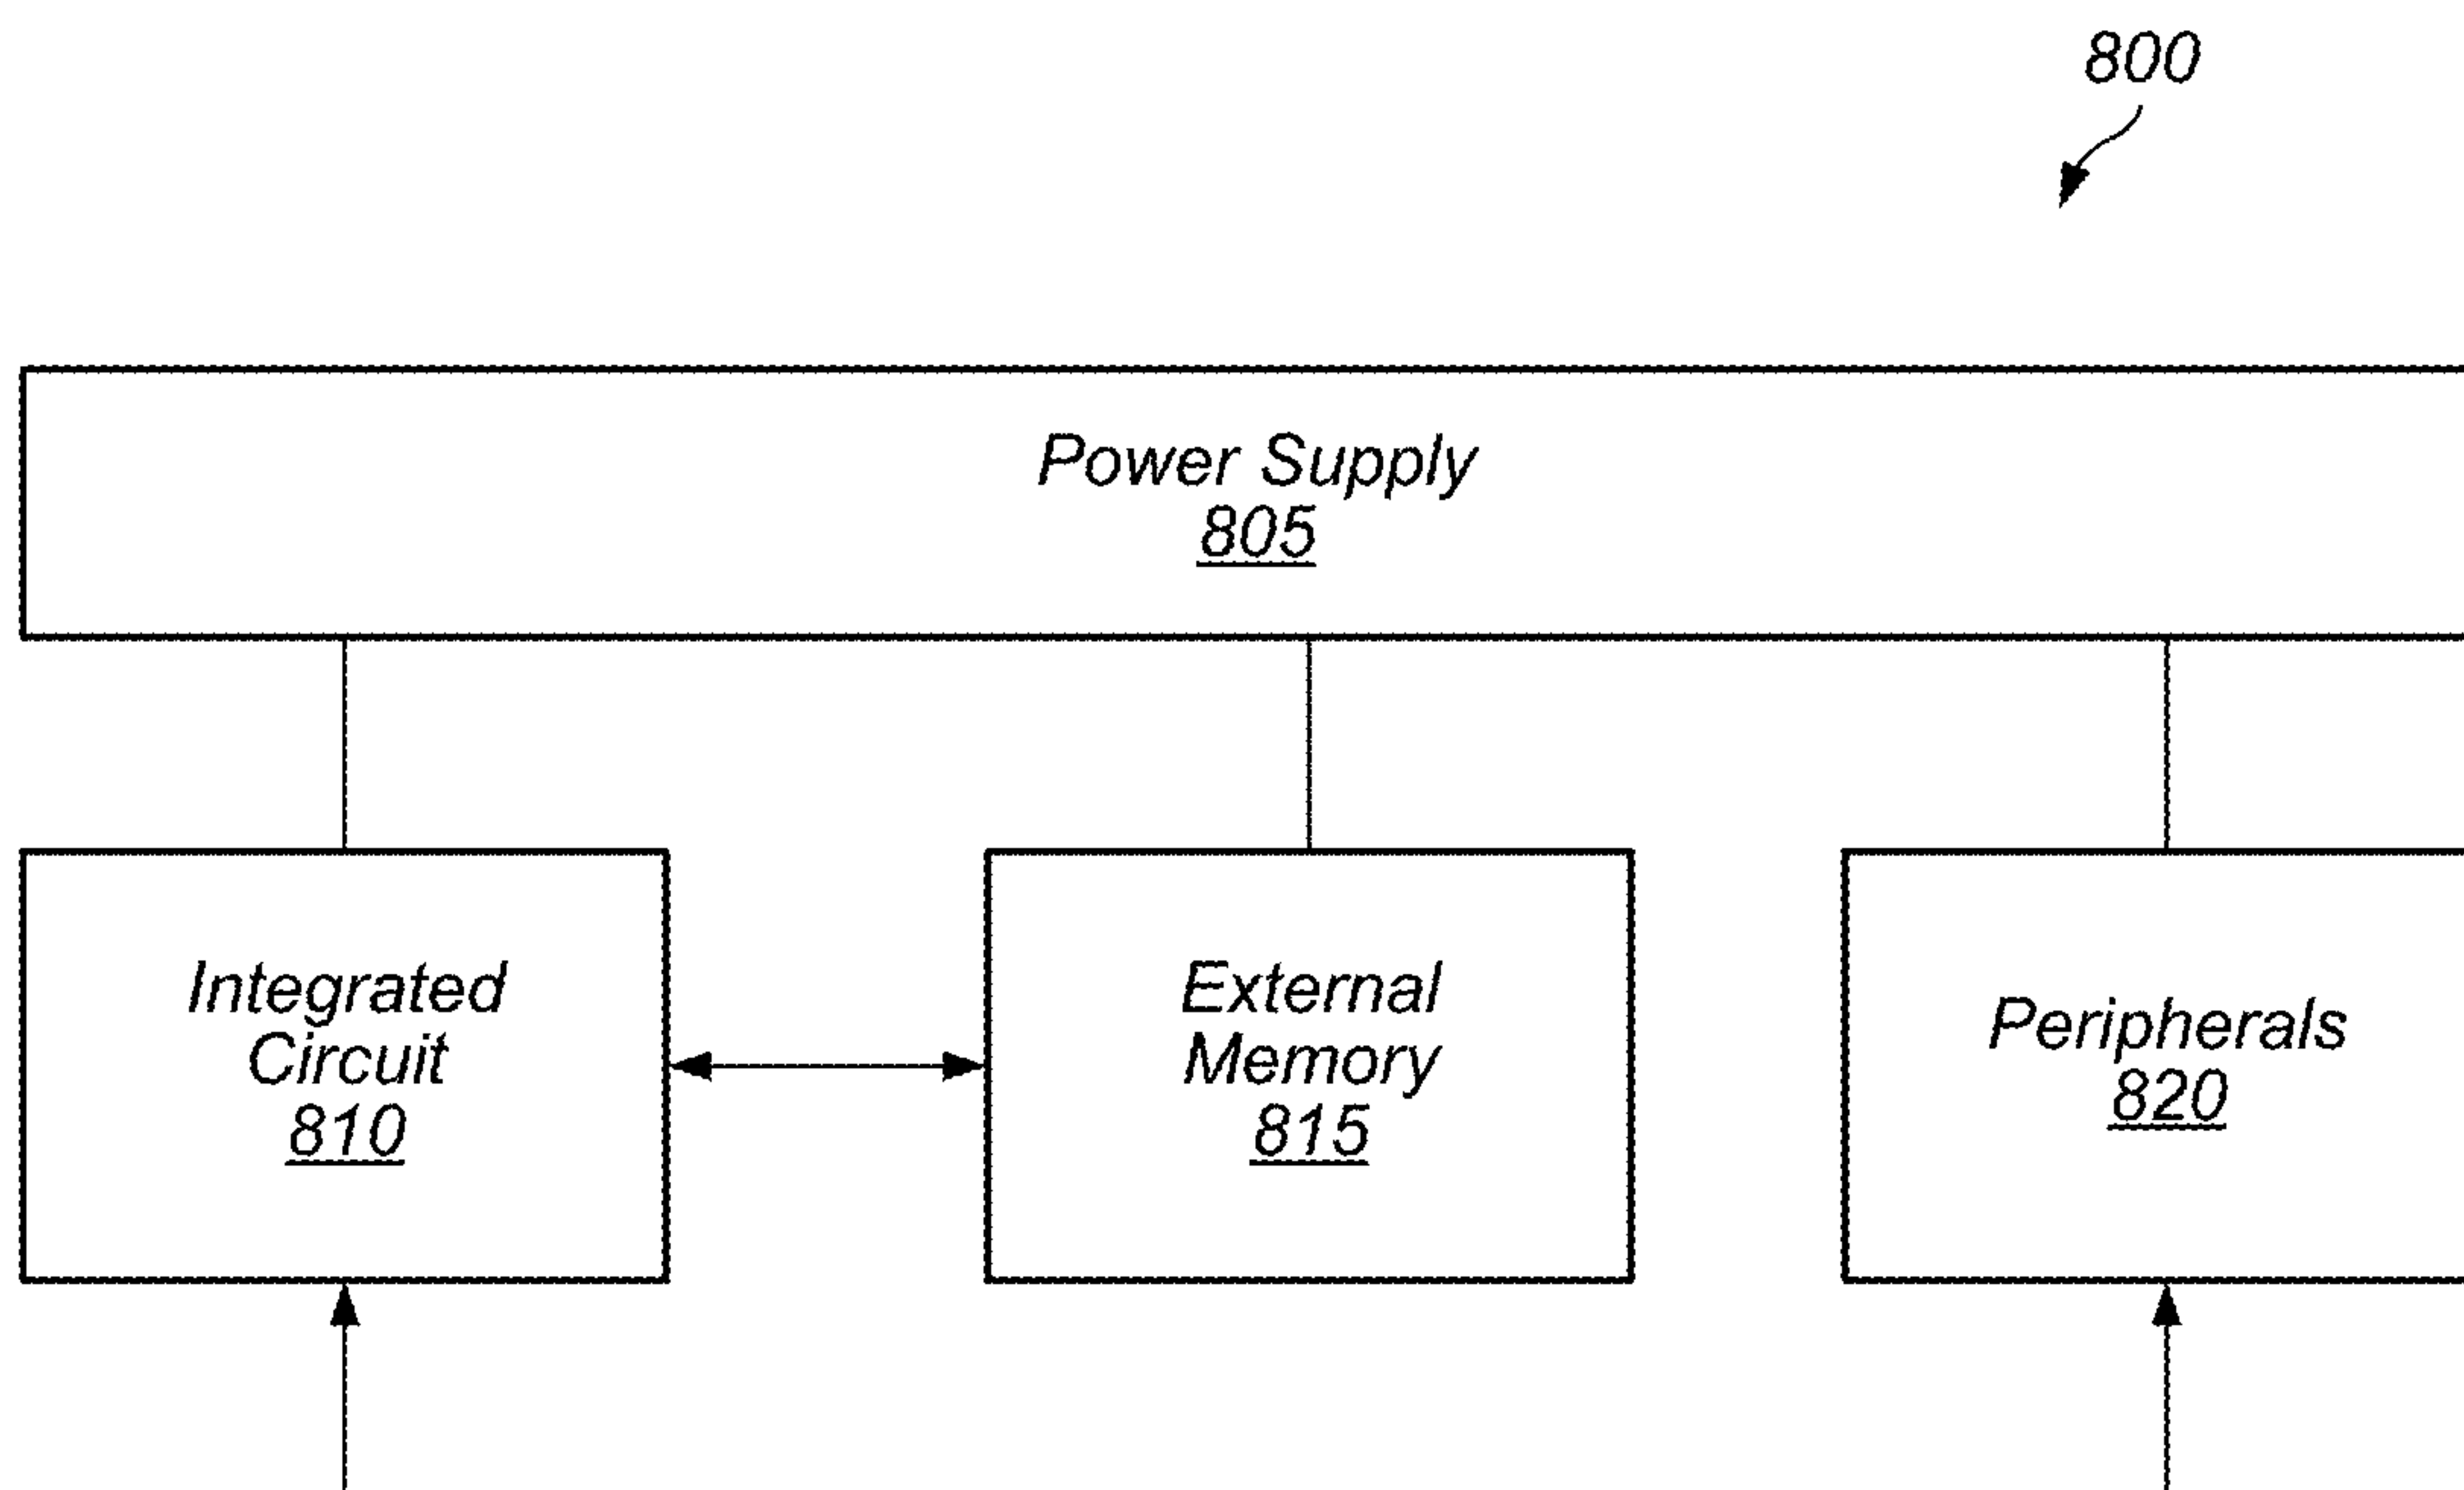 800
Power Supply
805
Integrated
Circuit
810
External
Memory
815
Peripherals
820